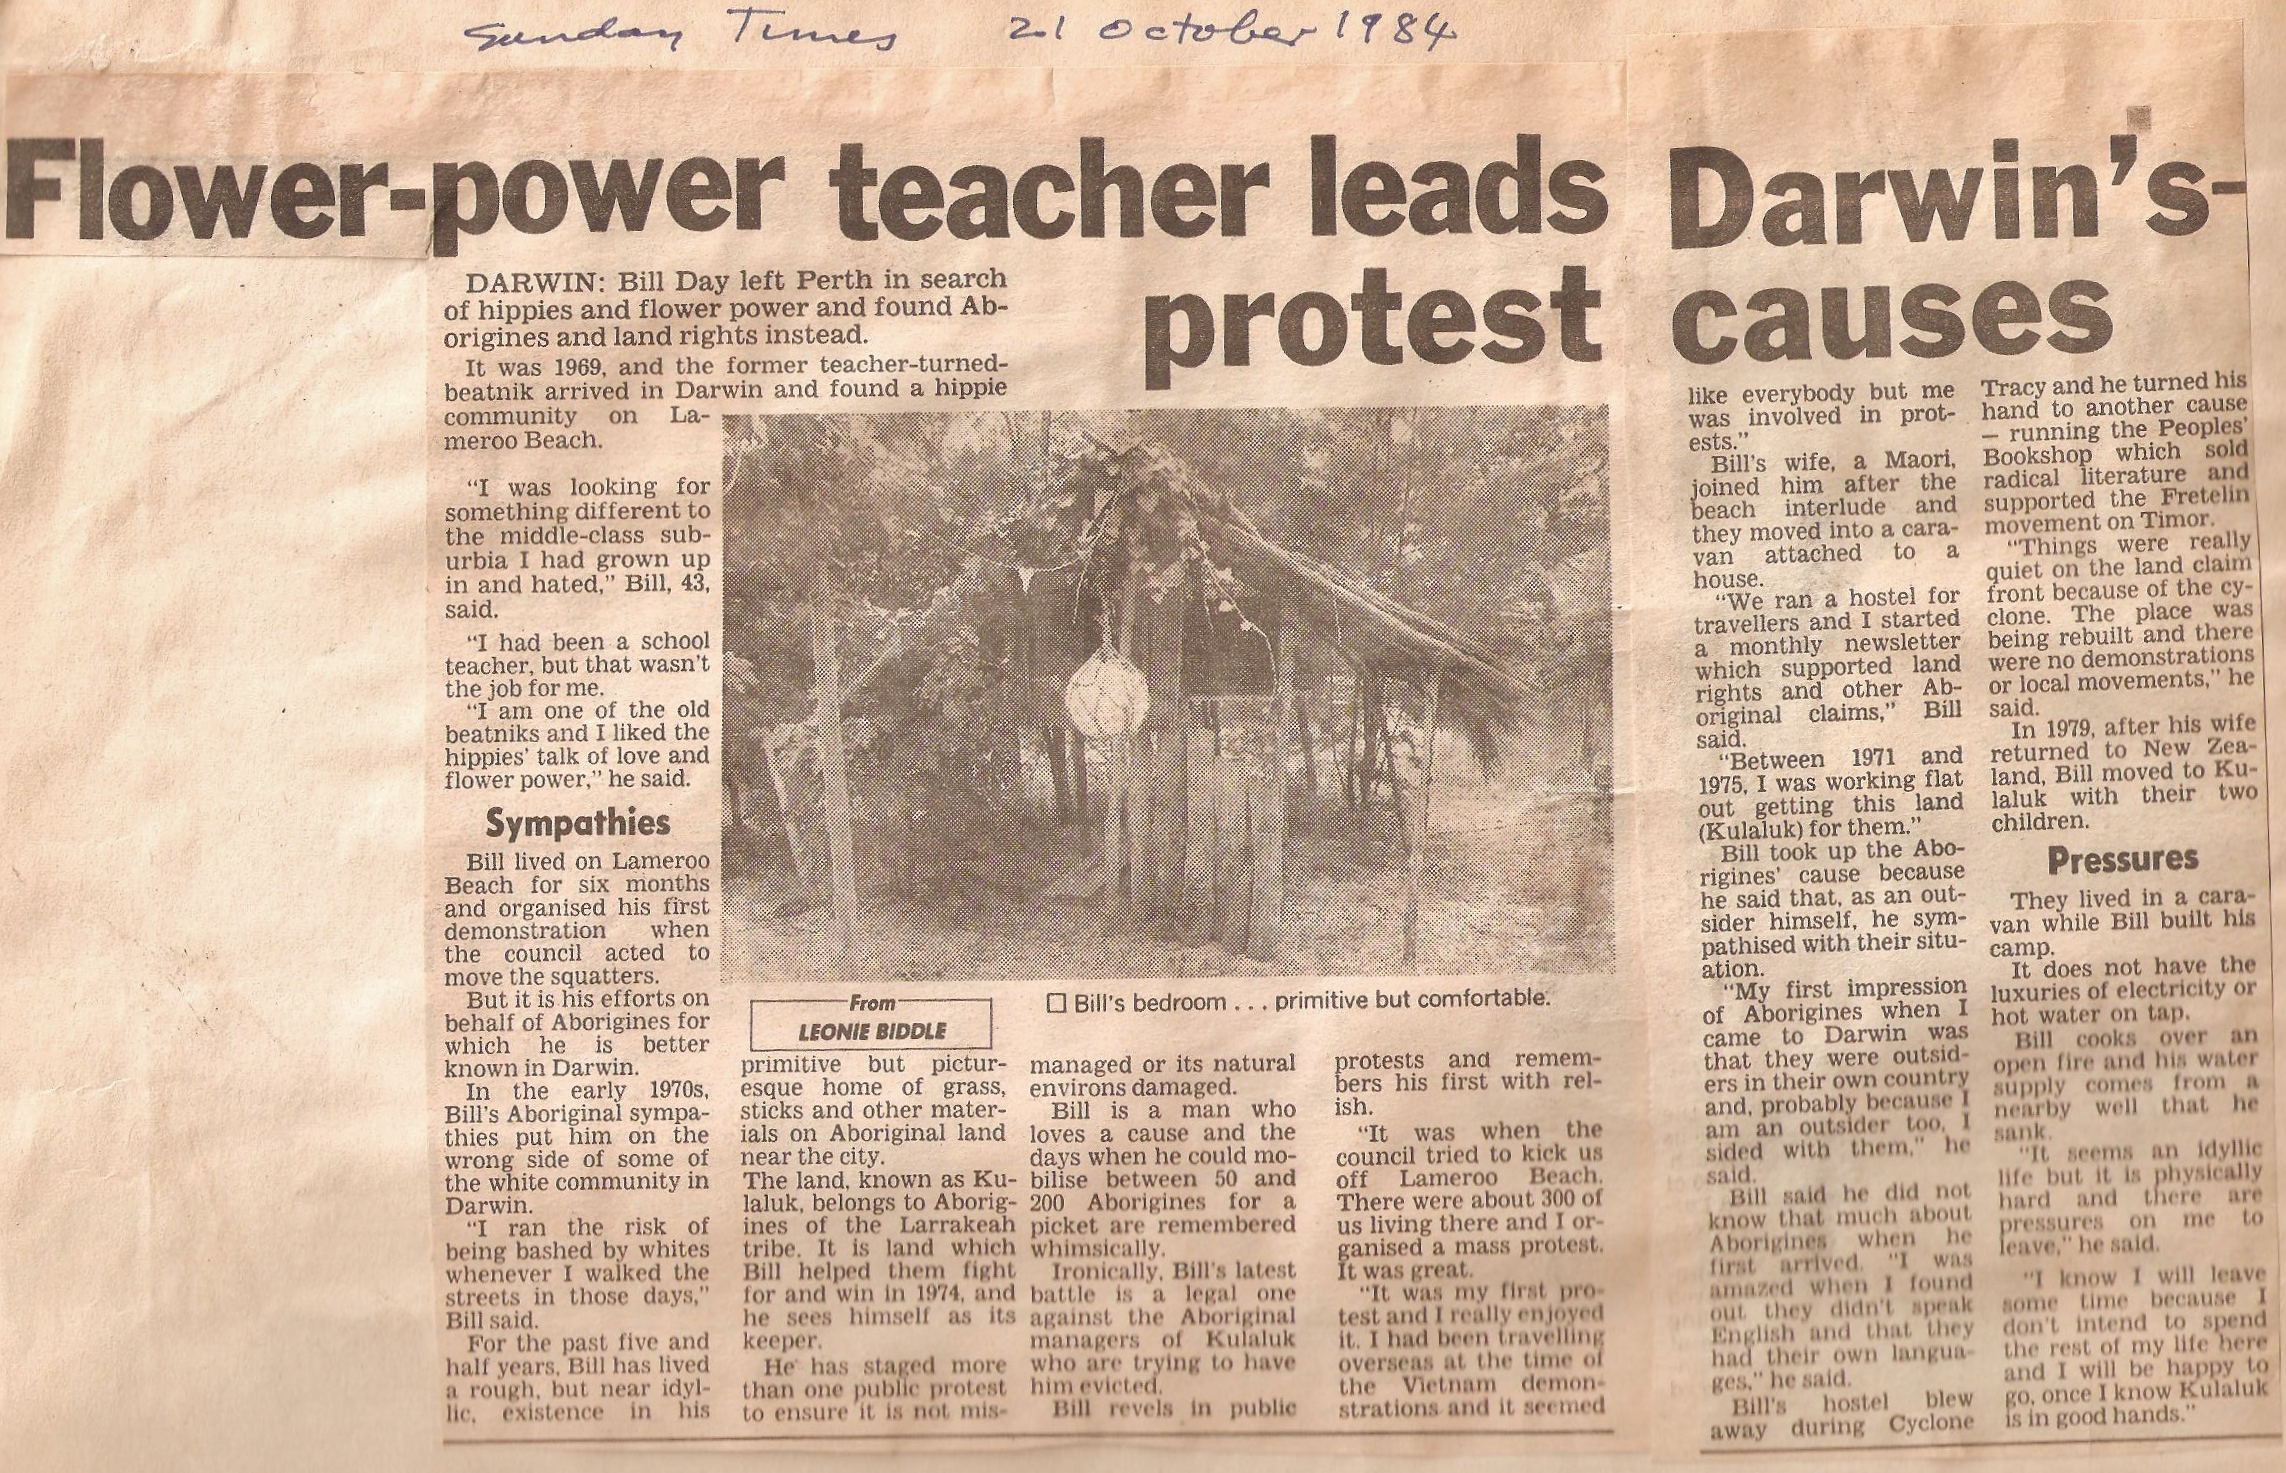 Sunday Times 21 October 1984
Flower-power teacher leads Darwin's-
protest causes
DARWIN: Bill Day left Perth in search
of hippies and flower power and found Ab-
origines and land rights instead.
It was 1969, and the former teacher-turned-
beatnik arrived in Darwin and found a hippie
community on La-
meroo Beach.
"I was looking for
something different to
the middle-class sub-
urbia I had grown up
in and hated," Bill, 43,
said.
"I had been a school
teacher, but that wasn't
the job for me.
"I am one of the old
beatniks and I liked the
hippies' talk of love and
flower power," he said.
Sympathies
Bill lived on Lameroo
Beach for six months
and organised his first
demonstration when
the council acted to
move the squatters.
But it is his efforts on
behalf of Aborigines for
which he is better
known in Darwin.
In the early 1970s,
Bill's Aboriginal sympa-
thies put him on the
wrong side of some of
the white community in
Darwin.
"I ran the risk of
being bashed by whites
whenever I walked the
streets in those days,"
Bill said.
For the past five and
half years, Bill has lived
a rough, but near idyl-
lic, existence in his
From
LEONIE BIDDLE
primitive but pictur-
esque home of grass,
sticks and other mater-
ials on Aboriginal land
near the city.
The land, known as Ku-
laluk, belongs to Aborig-
ines of the Larrakeah
tribe. It is land which
Bill helped them fight
for and win in 1974, and
he sees himself as its
keeper.
He has staged more
than one public protest
to ensure it is not mis-
☐ Bill's bedroom . . . primitive but comfortable.
managed or its natural
environs damaged.
Bill is a man who
loves a cause and the
days when he could mo-
bilise between 50 and
200 Aborigines for a
picket are remembered
whimsically.
Ironically, Bill's latest
battle is a legal one
against the Aboriginal
managers of Kulaluk
who are trying to have
him evicted.
Bill revels in public
protests and remem-
bers his first with rel-
ish.
"It was when the
council tried to kick us
off Lameroo Beach.
There were about 300 of
us living there and I or-
ganised a mass protest.
It was great.
"It was my first pro-
test and I really enjoyed
it. I had been travelling
overseas at the time of
the Vietnam demon-
strations and it seemed
like everybody but me
was involved in prot-
ests."
Bill's wife, a Maori,
joined him after the
beach interlude and
they moved into a cara-
van attached to a
house.
"We ran a hostel for
travellers and I started
a monthly newsletter
which supported land
rights and other Ab-
original claims," Bill
said.
"Between 1971 and
1975, I was working flat
out getting this land
(Kulaluk) for them."
Bill took up the Abo-
rigines' cause because
he said that, as an out-
sider himself, he sym-
pathised with their situ-
ation.
"My first impression
of Aborigines when I
came to Darwin was
that they were outsid-
ers in their own country
and, probably because I
am an outsider too, I
sided with them," he
said.
Bill said he did not
know that much about
Aborigines when he
first arrived. "I was
amazed when I found
out they didn't speak
English and that they
had their own langua-
ges," he said.
Bill's hostel blew
away during Cyclone
Tracy and he turned his
hand to another cause
— running the Peoples'
Bookshop which sold
radical literature and
supported the Fretelin
movement on Timor.
"Things were really
quiet on the land claim
front because of the cy-
clone. The place was
being rebuilt and there
were no demonstrations
or local movements," he
said.
In 1979, after his wife
returned to New Zea-
land, Bill moved to Ku-
laluk with their two
children.
Pressures
They lived in a cara-
van while Bill built his
camp.
It does not have the
luxuries of electricity or
hot water on tap.
Bill cooks over an
open fire and his water
supply comes from a
nearby well that he
sank.
"It seems an idyllic
life but it is physically
hard and there are
pressures on me to
leave," he said.
"I know I will leave
some time because I
don't intend to spend
the rest of my life here
and I will be happy to
go, once I know Kulaluk
is in good hands."